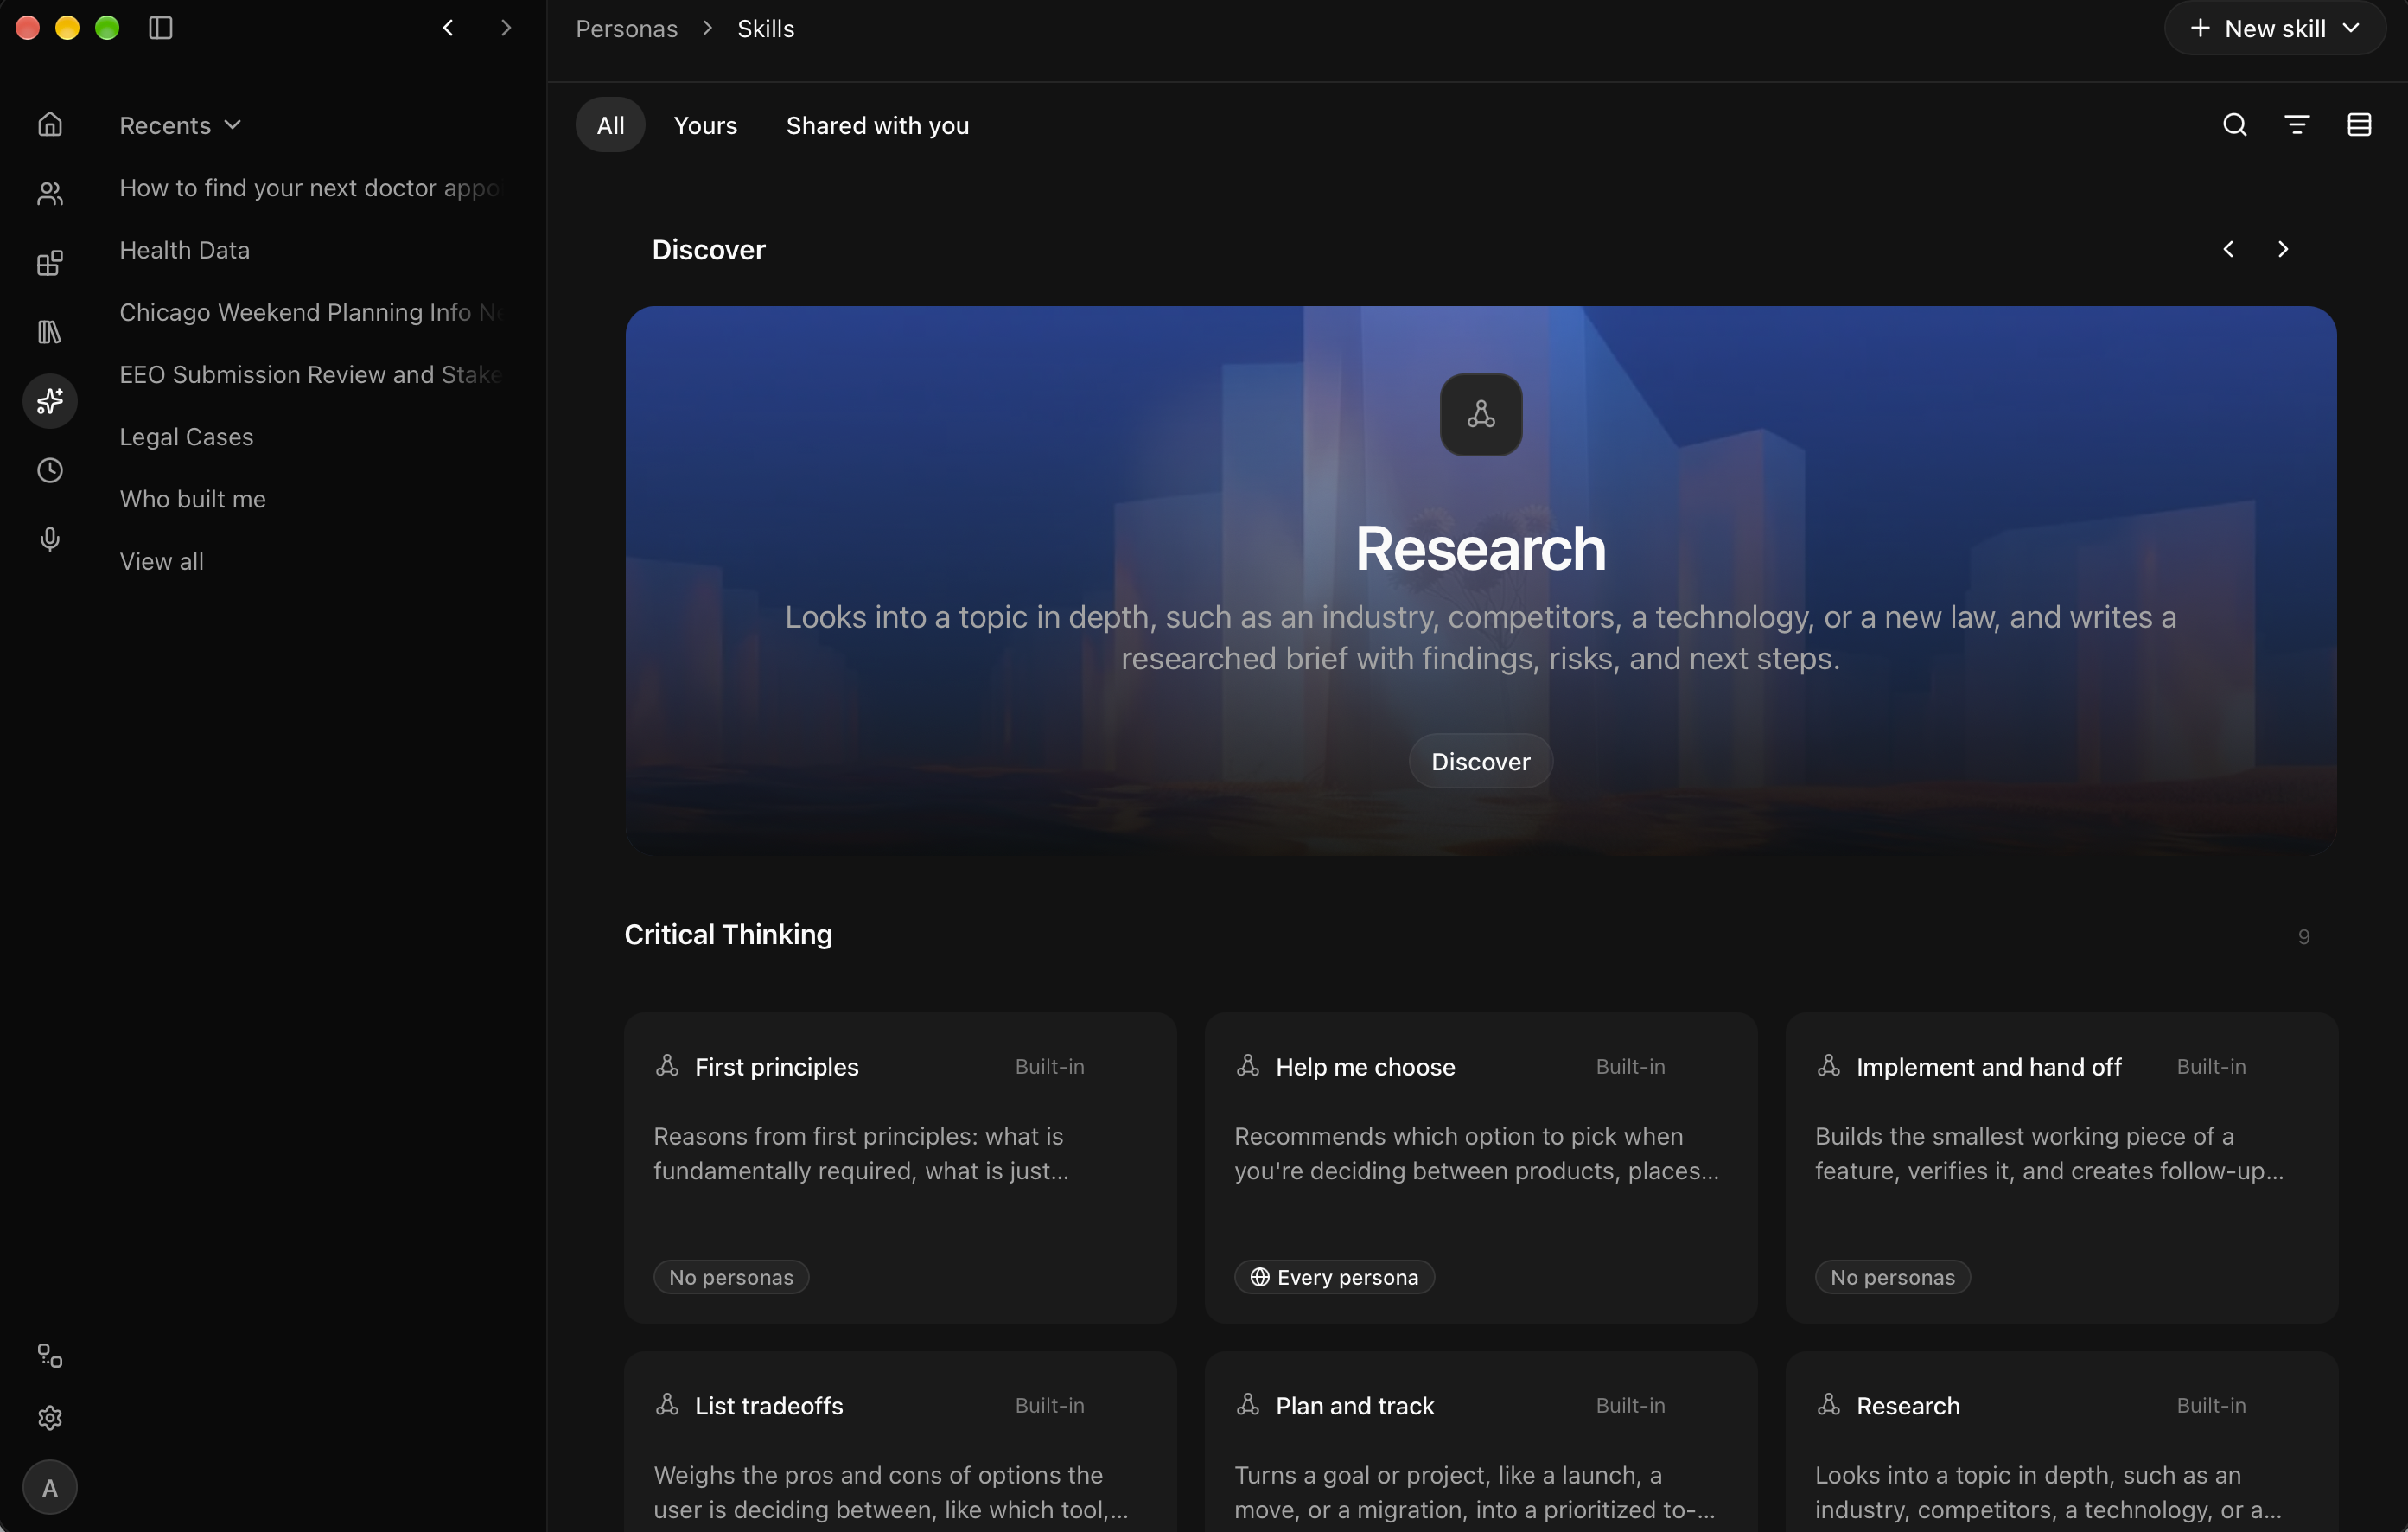 Personas > Skills
+ New skill
Recents
How to find your next doctor appo
Health Data
Chicago Weekend Planning Info Ne
EEO Submission Review and Stake
Legal Cases
Who built me
View all
A
All
Yours
Shared with you
Discover
Research
Looks into a topic in depth, such as an industry, competitors, a technology, or a new law, and writes a
researched brief with findings, risks, and next steps.
Discover
Critical Thinking
9
First principles
Built-in
Reasons from first principles: what is
fundamentally required, what is just...
No personas
Help me choose
Built-in
Recommends which option to pick when
you're deciding between products, places...
Every persona
Implement and hand off
Built-in
Builds the smallest working piece of a
feature, verifies it, and creates follow-up...
No personas
List tradeoffs
Built-in
Weighs the pros and cons of options the
user is deciding between, like which tool,...
Plan and track
Built-in
Turns a goal or project, like a launch, a
move, or a migration, into a prioritized to-...
Research
Built-in
Looks into a topic in depth, such as an
industry, competitors, a technology, or a...